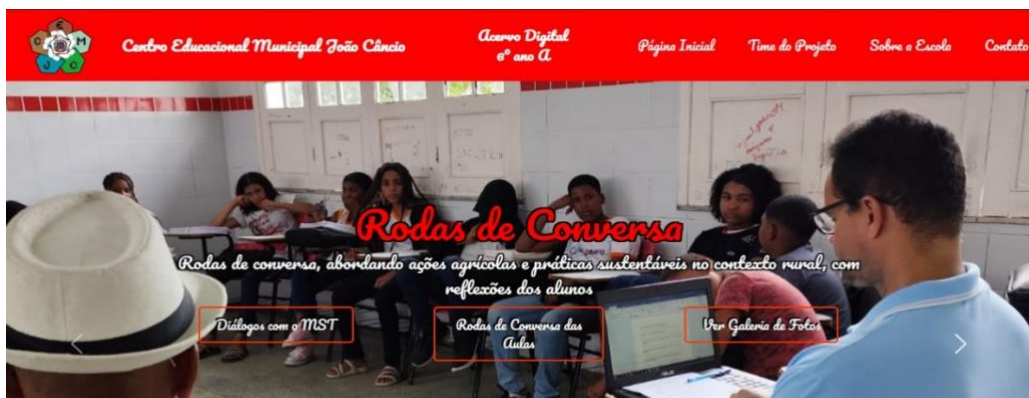 E
O M
J C
Centro Educacional Municipal João Câncio
Acervo Digital
6º ano A
Página Inicial
Time do Projeto
Sobre a Escola
Contato
Rodas de Conversa
Rodas de conversa, abordando ações agrícolas e práticas sustentáveis no contexto rural, com
reflexões dos alunos
Diálogos com o MST
Rodas de Conversa das
Aulas
Ver Galeria de Fotos